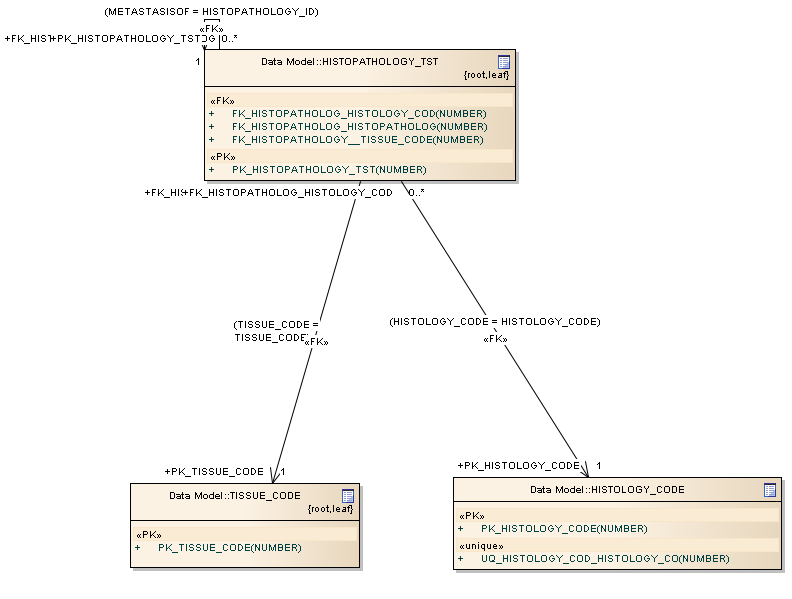 (METASTASISOF = HISTOPATHOLOGY_ID)
«FK»
+FK_HIST+PK_HISTOPATHOLOGY_TST 0..*
1
Data Model::HISTOPATHOLOGY_TST
{root,leaf}
«FK»
+ FK_HISTOPATHOLOG_HISTOLOGY_COD(NUMBER)
+ FK_HISTOPATHOLOG_HISTOPATHOLOG(NUMBER)
+ FK_HISTOPATHOLOGY__TISSUE_CODE(NUMBER)
«PK»
+ PK_HISTOPATHOLOGY_TST(NUMBER)
+FK_HIS+FK_HISTOPATHOLOG_HISTOLOGY_COD 0..*
(TISSUE_CODE =
TISSUE_CODE)
«FK»
(HISTOLOGY_CODE = HISTOLOGY_CODE)
«FK»
+PK_TISSUE_CODE 1
+PK_HISTOLOGY_CODE 1
Data Model::TISSUE_CODE
{root,leaf}
«PK»
+ PK_TISSUE_CODE(NUMBER)
Data Model::HISTOLOGY_CODE
«PK»
+ PK_HISTOLOGY_CODE(NUMBER)
«unique»
+ UQ_HISTOLOGY_COD_HISTOLOGY_CO(NUMBER)